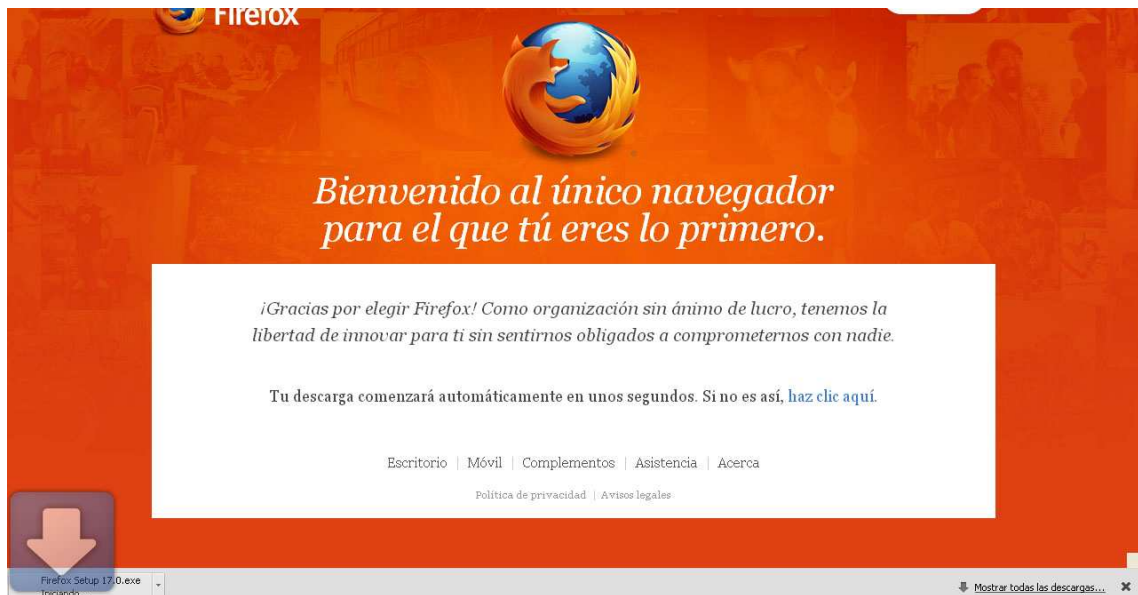 Firefox
Bienvenido al único navegador
para el que tú eres lo primero.
¡Gracias por elegir Firefox! Como organización sin ánimo de lucro, tenemos la
libertad de innovar para ti sin sentirnos obligados a comprometernos con nadie.
Tu descarga comenzará automáticamente en unos segundos. Si no es así, haz clic aquí.
Escritorio | Móvil | Complementos | Asistencia | Acerca
Política de privacidad | Avisos legales
Firefox Setup 17.0.exe
Iniciando
Mostrar todas las descargas...